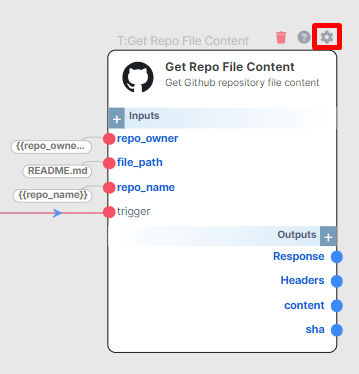 T:Get Repo File Content
Get Repo File Content
Get Github repository file content
Inputs
{{repo_owne... repo_owner
README.md file_path
{{repo_name}} repo_name
trigger
Outputs
Response
Headers
content
sha